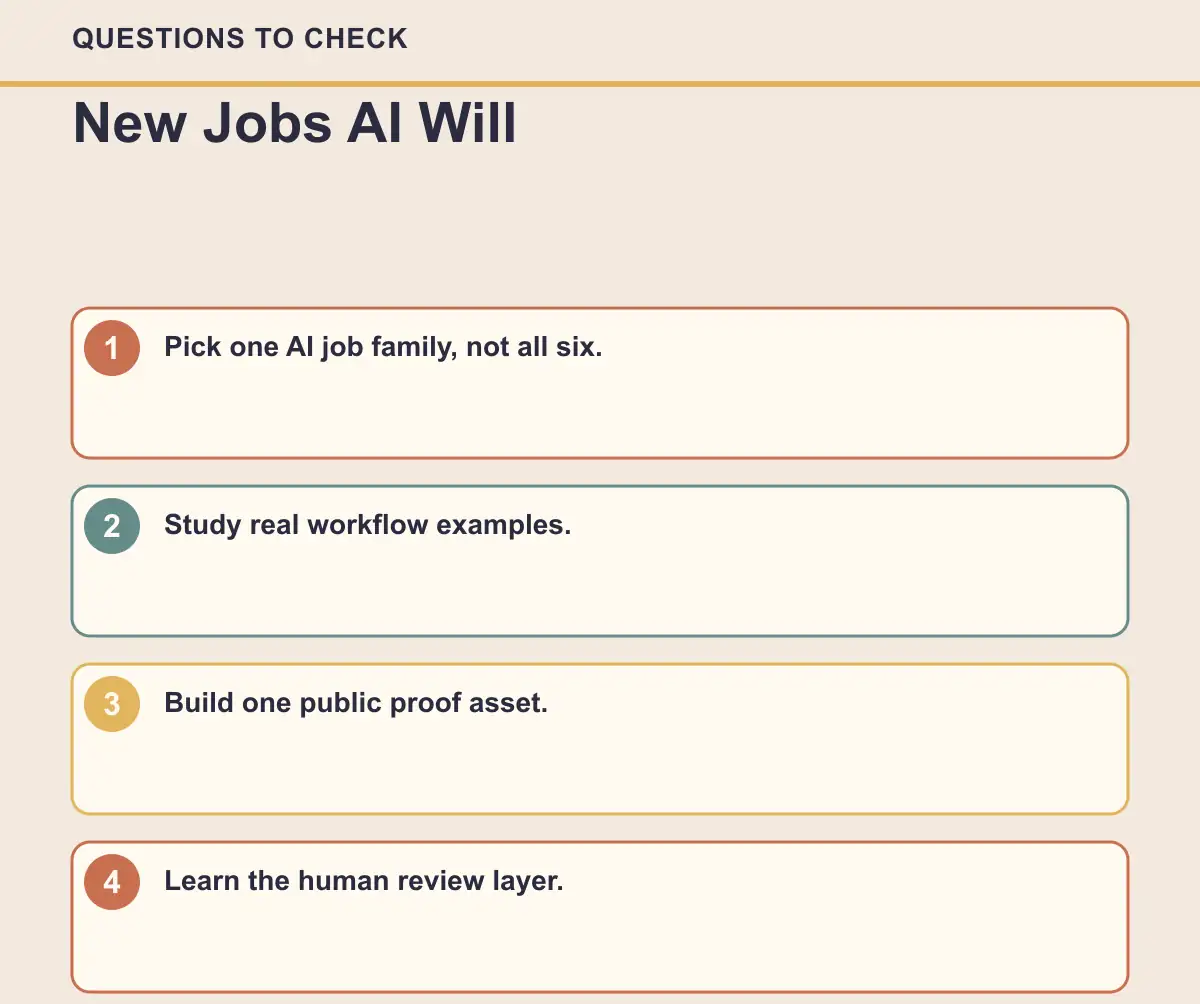 QUESTIONS TO CHECK
New Jobs AI Will
1 Pick one AI job family, not all six.
2 Study real workflow examples.
3 Build one public proof asset.
4 Learn the human review layer.